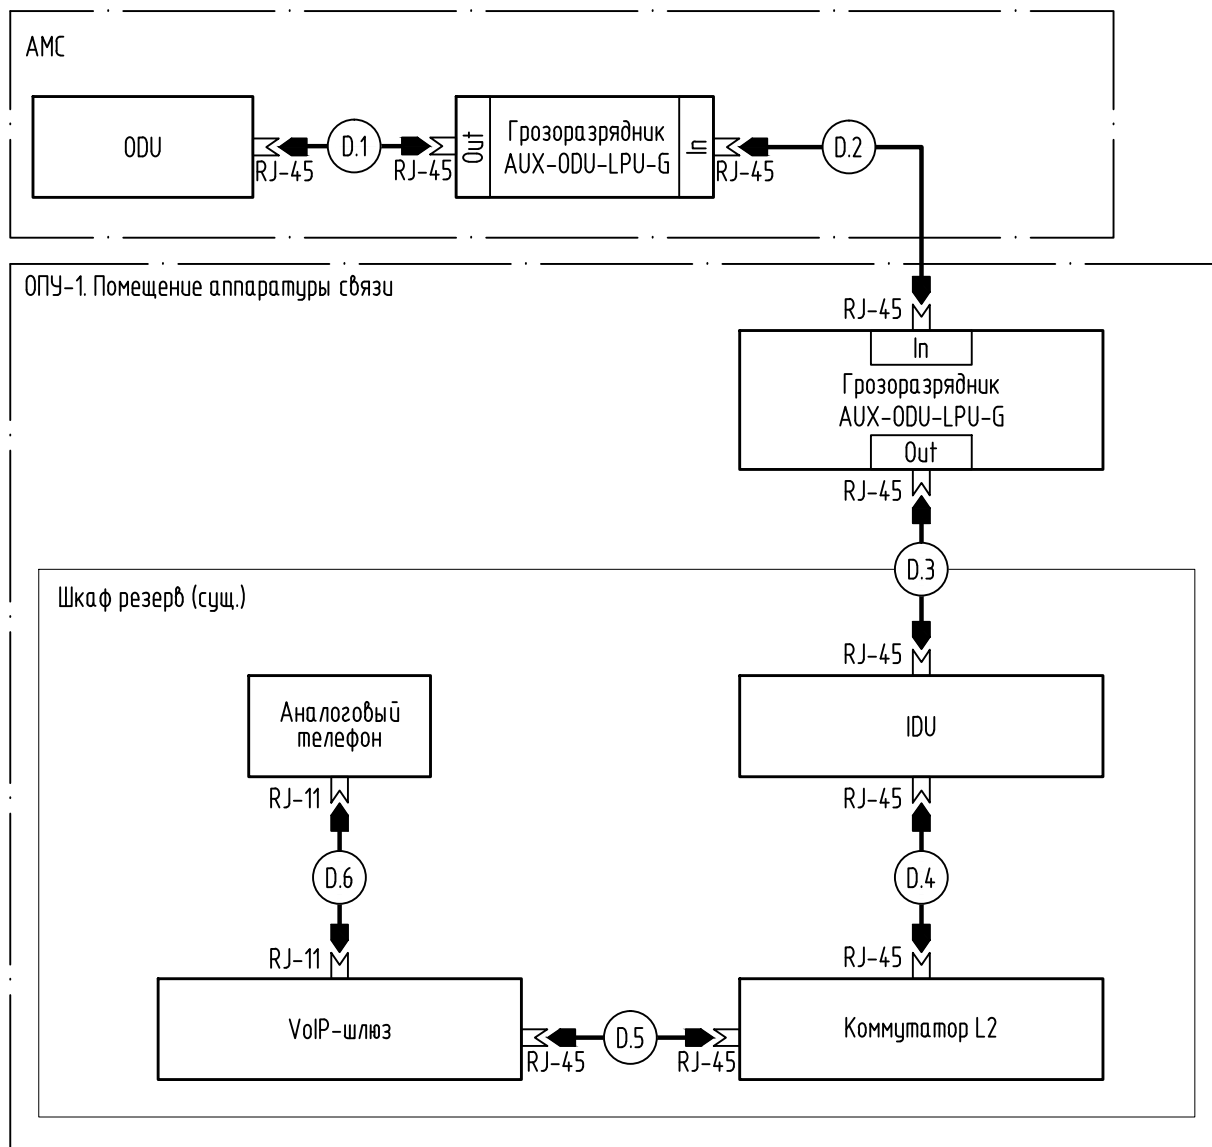 АМС
ODU
RJ-45
D.1
RJ-45
Out
Грозоразрядник
AUX-ODU-LPU-G
In
RJ-45
D.2
ОПУ-1. Помещение аппаратуры связи
RJ-45
In
Грозоразрядник
AUX-ODU-LPU-G
Out
RJ-45
D.3
Шкаф резерв (сущ.)
RJ-45
Аналоговый
телефон
IDU
RJ-11
RJ-45
D.6
D.4
RJ-11
RJ-45
VoIP-шлюз
RJ-45
D.5
RJ-45
Коммутатор L2